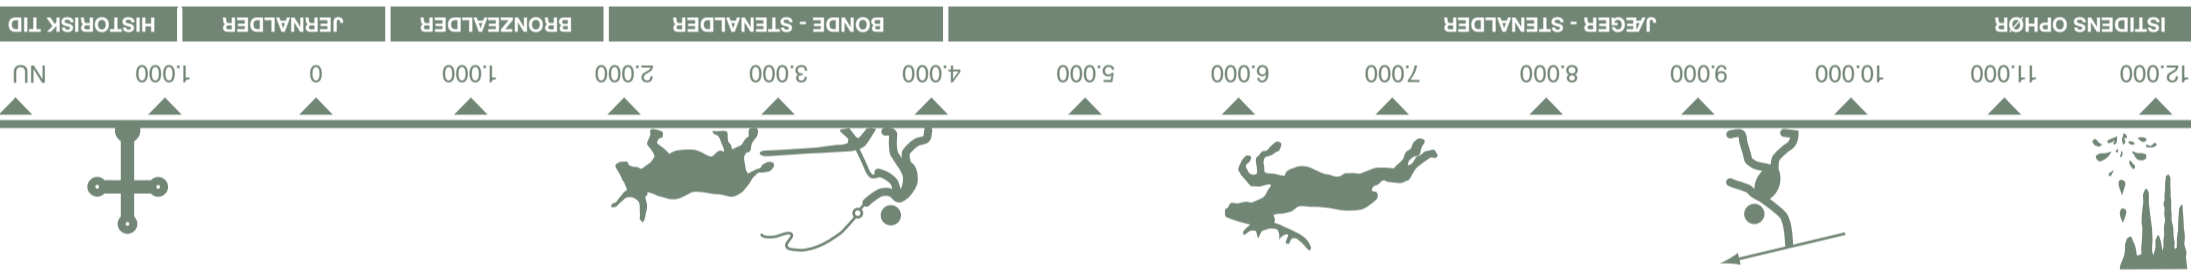 12.000 11.000 10.000 9.000 8.000 7.000 6.000 5.000 4.000 3.000 2.000 1.000 0 1.000 NU
ISTIDENS OPHØR JÆGER - STENALDER BONDE - STENALDER BRONZEALDER JERNALDER HISTORISK TID